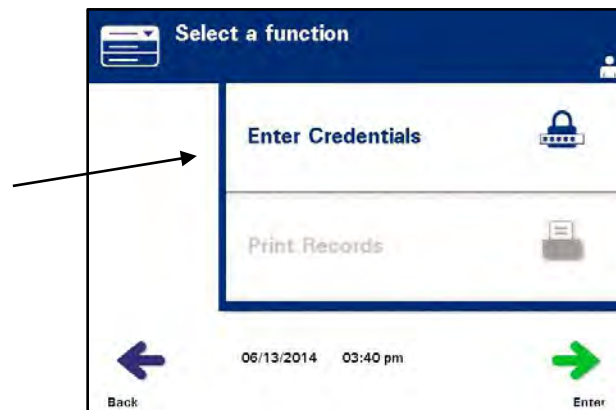 Select a function
Enter Credentials
Print Records
06/13/2014 03:40 pm
Back
Enter